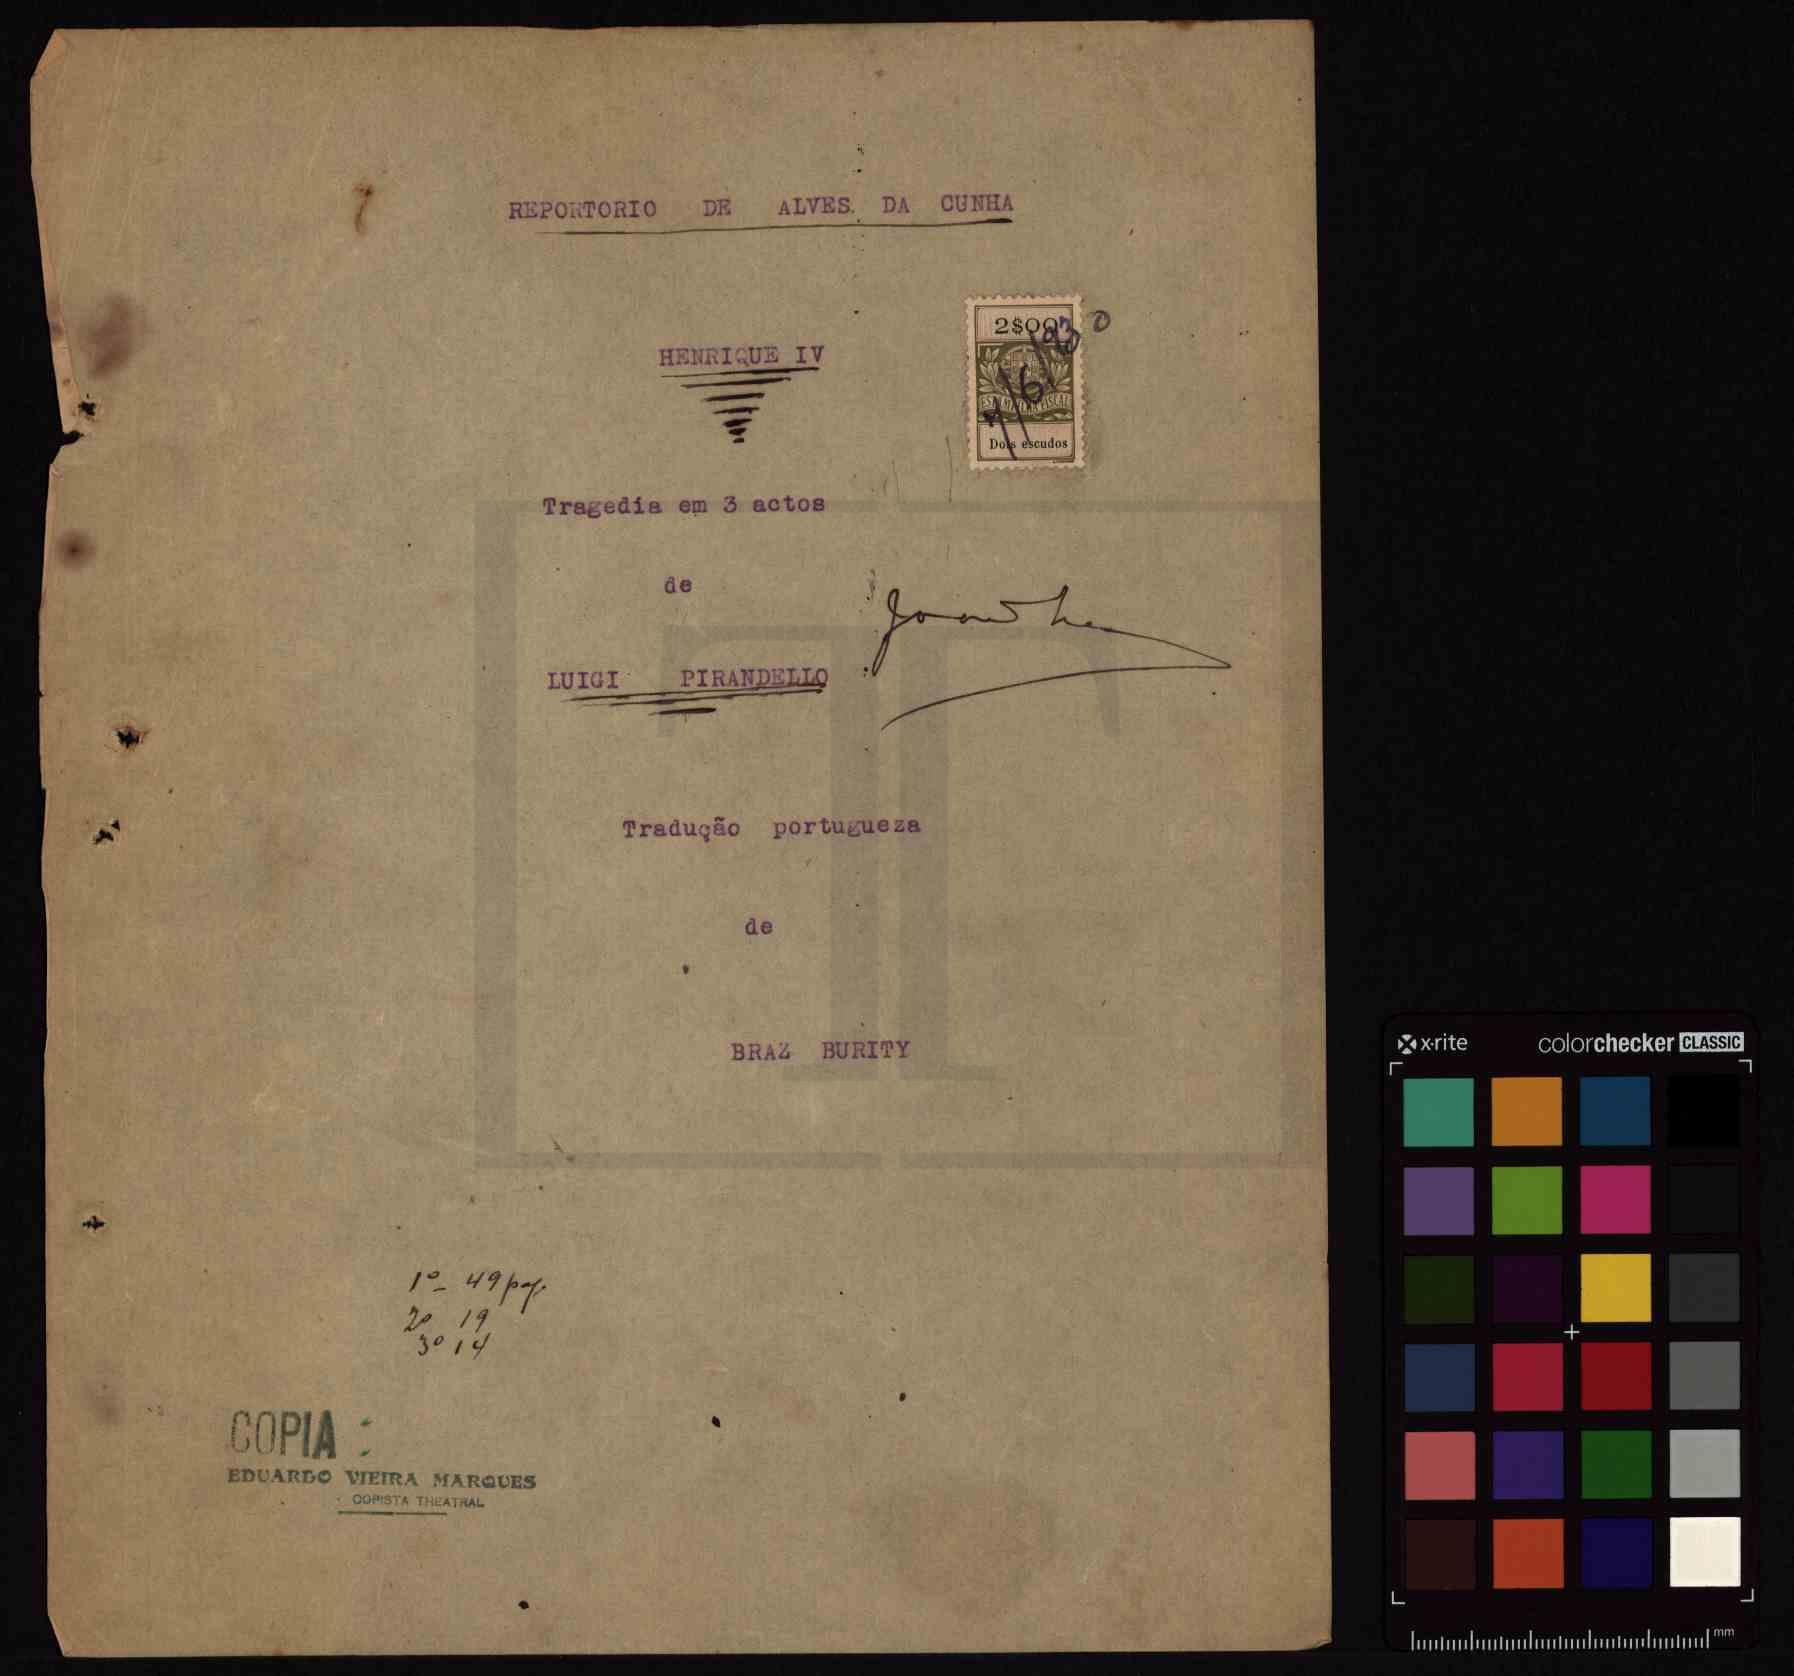 REPORTORIO DE ALVES DA CUNHA
2$00
7/6/930
HENRIQUE IV
ESTAMPILHA FISCAL
Dois escudos
Tragedia em 3 actos
de
LUIGI PIRANDELLO
Tradução portugueza
de
BRAZ BURITY
1º - 49 pag.
2º 19
3º 14
COPIA :
EDUARDO VIEIRA MARQUES
COPISTA THEATRAL
x-rite colorchecker CLASSIC
mm